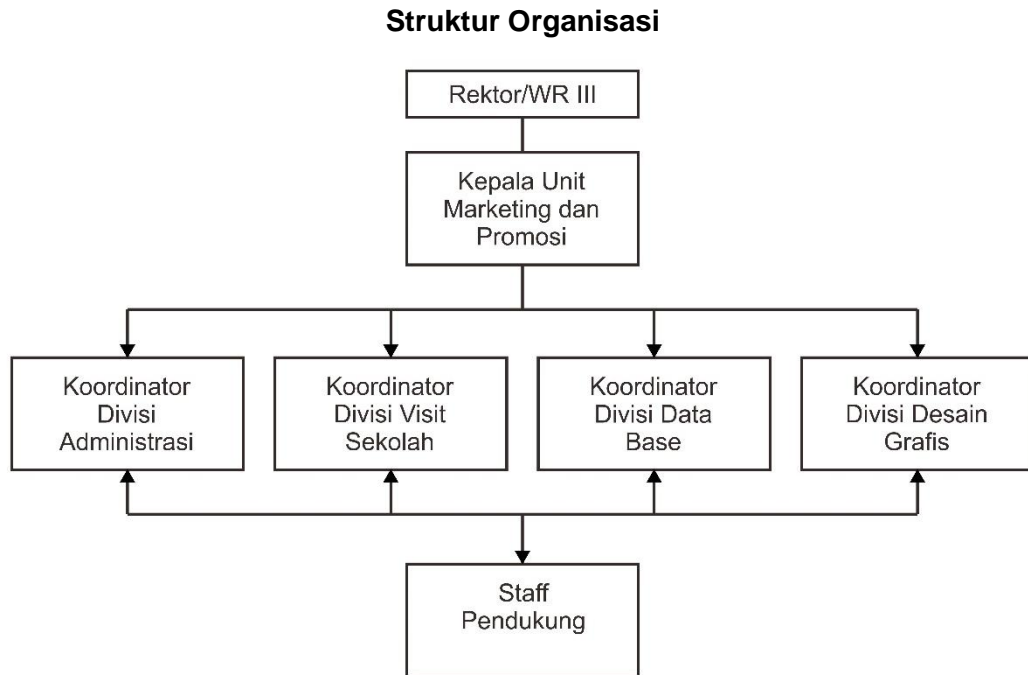 Struktur Organisasi
Rektor/WR III
Kepala Unit
Marketing dan
Promosi
Koordinator
Divisi
Administrasi
Koordinator
Divisi Visit
Sekolah
Koordinator
Divisi Data
Base
Koordinator
Divisi Desain
Grafis
Staff
Pendukung